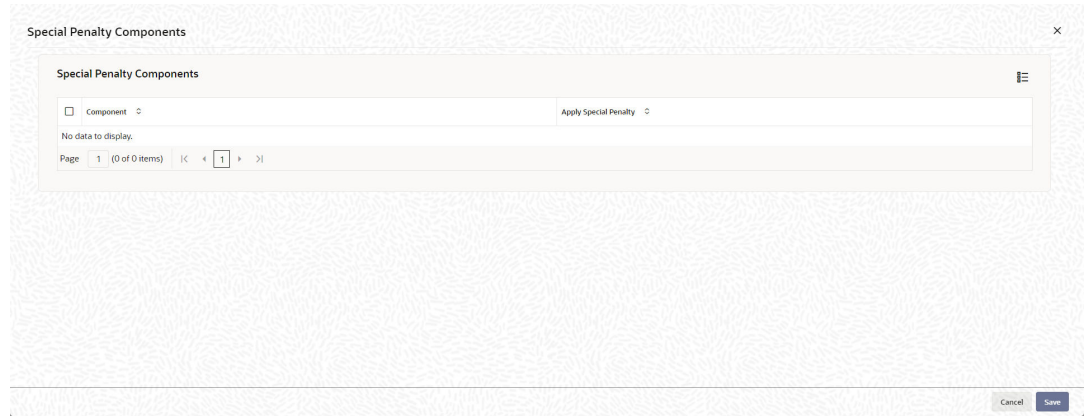 Special Penalty Components
Special Penalty Components
Component Apply Special Penalty
No data to display.
Page 1 (0 of 0 items) 1
Cancel Save